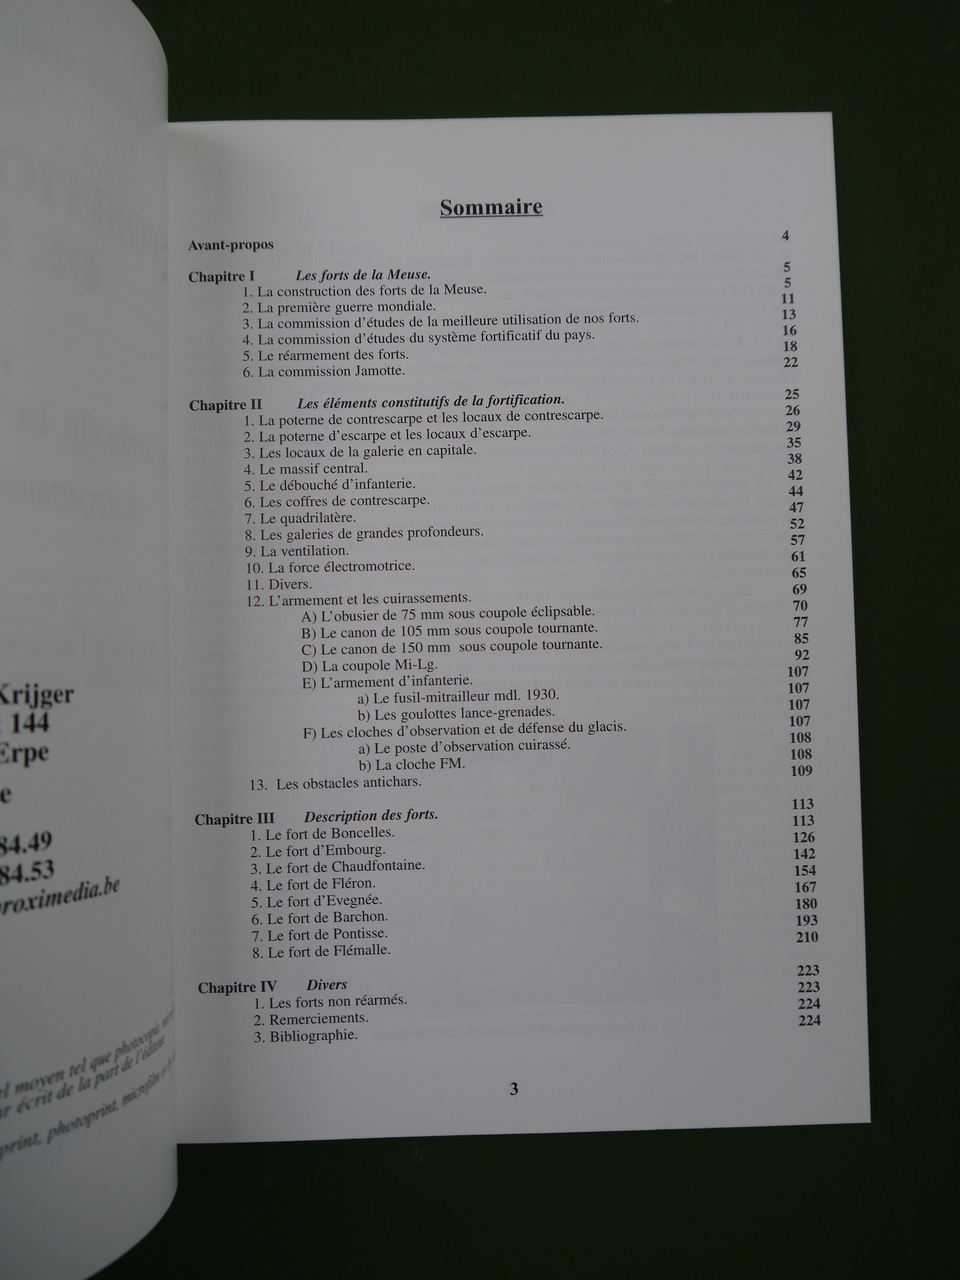 Krijger
144
Erpe
e
84.49
84.53
roximedia.be
el moyen tel que photocopie,
ar écrit de la part de l'éditeur.
print, photoprint, microfilm
Sommaire
Avant-propos 4
Chapitre I Les forts de la Meuse. 5
1. La construction des forts de la Meuse. 5
2. La première guerre mondiale. 11
3. La commission d'études de la meilleure utilisation de nos forts. 13
4. La commission d'études du système fortificatif du pays. 16
5. Le réarmement des forts. 18
6. La commission Jamotte. 22
Chapitre II Les éléments constitutifs de la fortification. 25
1. La poterne de contrescarpe et les locaux de contrescarpe. 26
2. La poterne d'escarpe et les locaux d'escarpe. 29
3. Les locaux de la galerie en capitale. 35
4. Le massif central. 38
5. Le débouché d'infanterie. 42
6. Les coffres de contrescarpe. 44
7. Le quadrilatère. 47
8. Les galeries de grandes profondeurs. 52
9. La ventilation. 57
10. La force électromotrice. 61
11. Divers. 65
12. L'armement et les cuirassements. 69
A) L'obusier de 75 mm sous coupole éclipsable. 70
B) Le canon de 105 mm sous coupole tournante. 77
C) Le canon de 150 mm sous coupole tournante. 85
D) La coupole Mi-Lg. 92
E) L'armement d'infanterie. 107
a) Le fusil-mitrailleur mdl. 1930. 107
b) Les goulottes lance-grenades. 107
F) Les cloches d'observation et de défense du glacis. 107
a) Le poste d'observation cuirassé. 108
b) La cloche FM. 108
13. Les obstacles antichars. 109
Chapitre III Description des forts. 113
1. Le fort de Boncelles. 113
2. Le fort d'Embourg. 126
3. Le fort de Chaudfontaine. 142
4. Le fort de Fléron. 154
5. Le fort d'Evegnée. 167
6. Le fort de Barchon. 180
7. Le fort de Pontisse. 193
8. Le fort de Flémalle. 210
Chapitre IV Divers 223
1. Les forts non réarmés. 223
2. Remerciements. 224
3. Bibliographie. 224
3